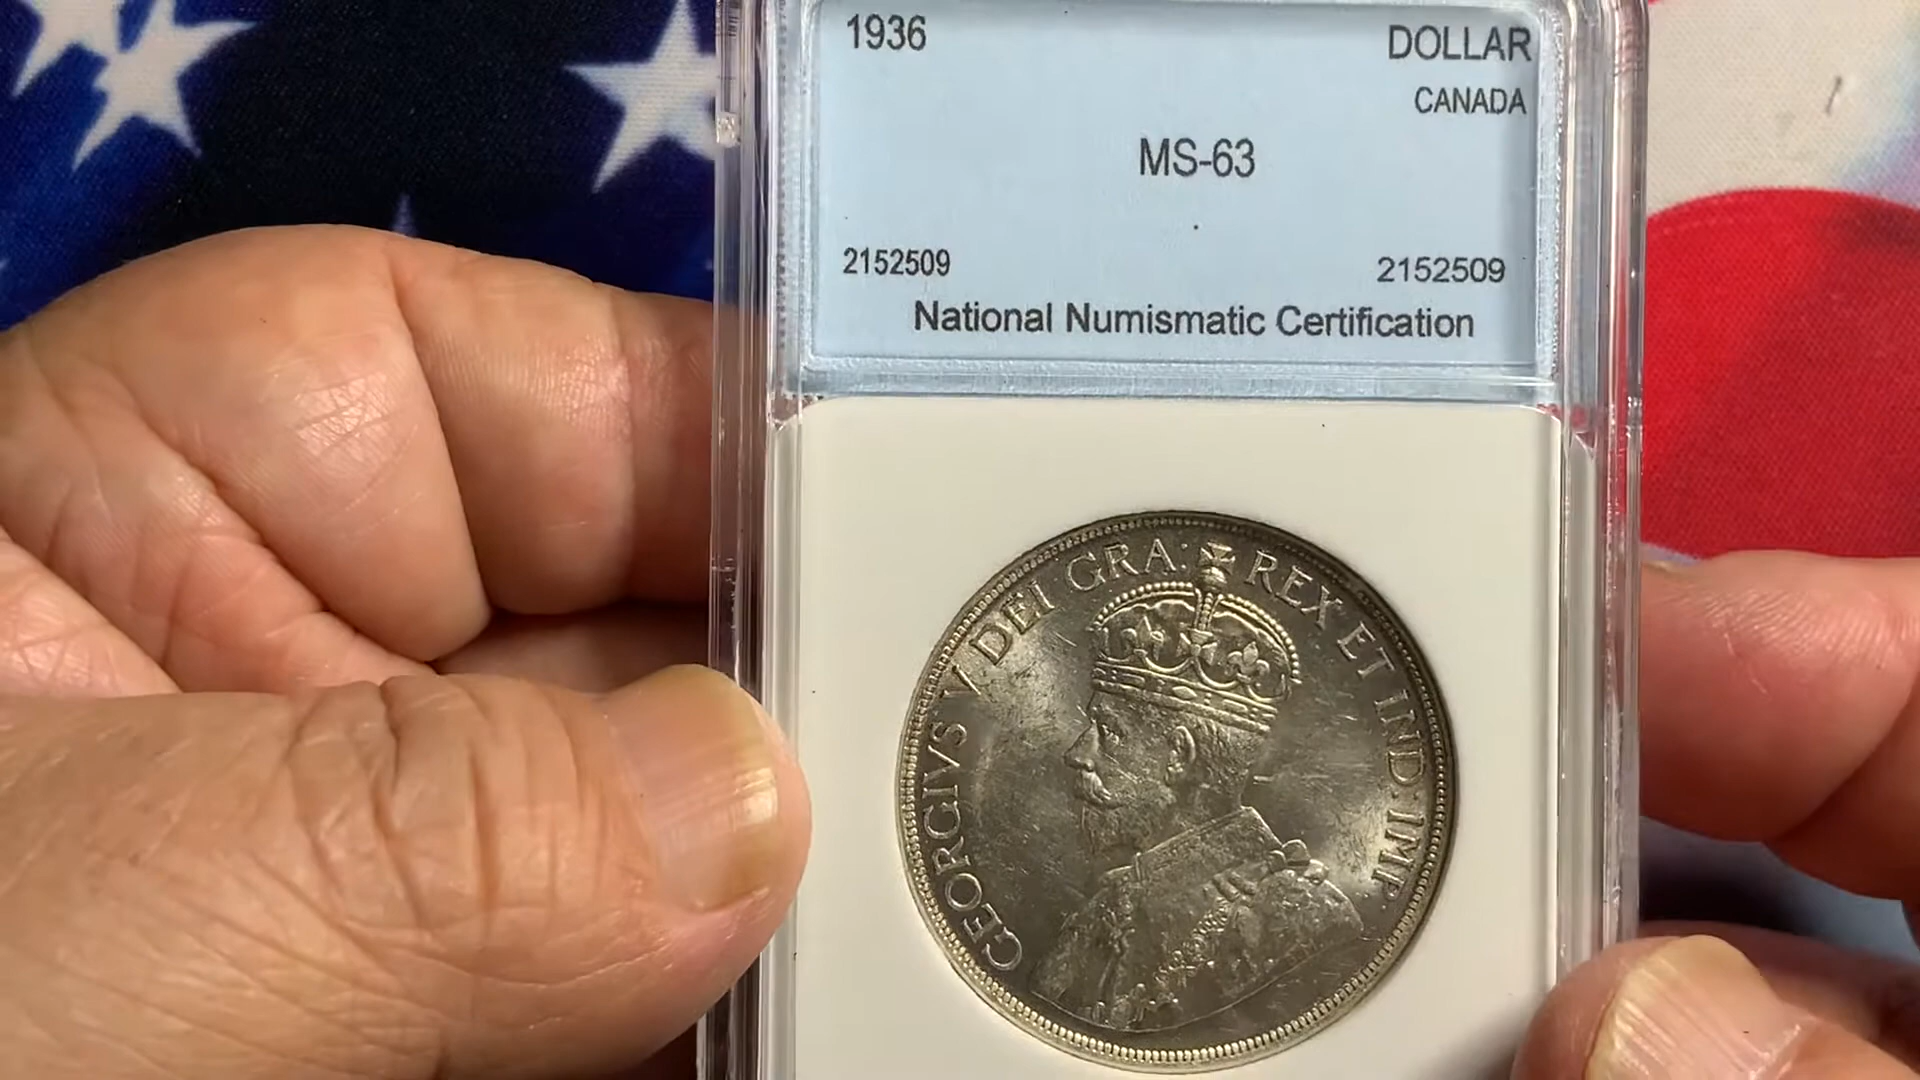 1936 DOLLAR
CANADA
MS-63
2152509 2152509
National Numismatic Certification
GEORGIVS V DEI GRA: REX ET IND: IMP: